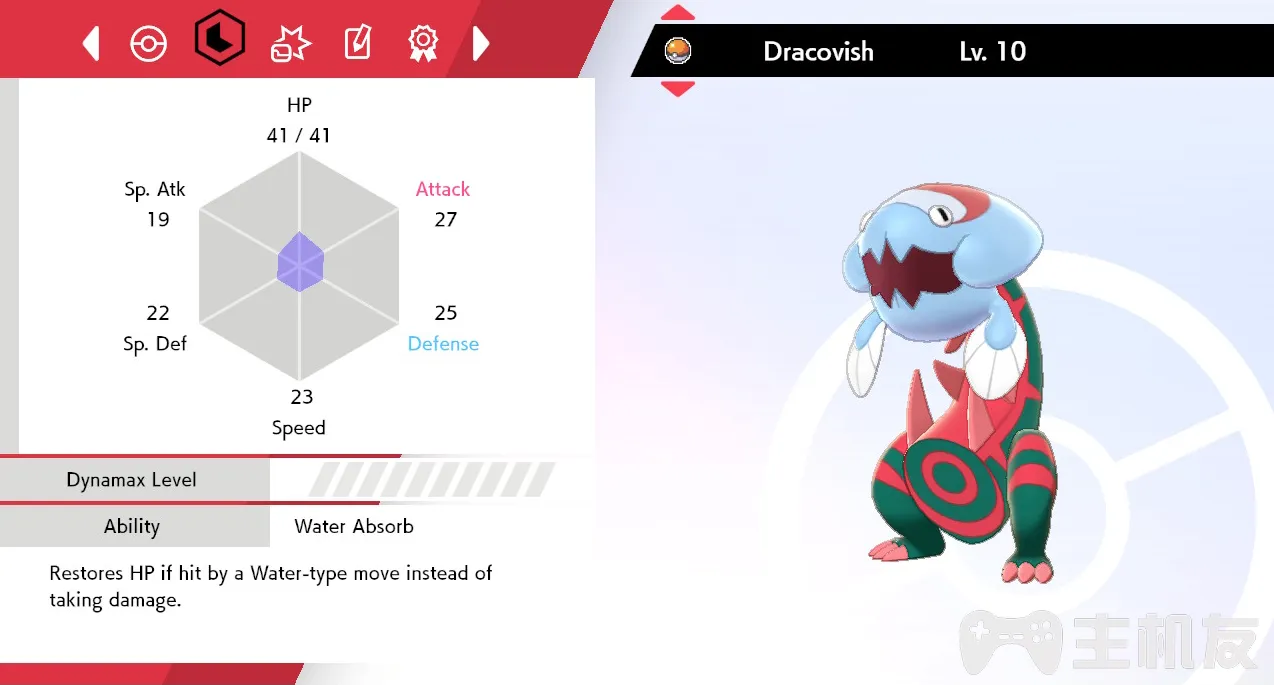 Dracovish Lv. 10
HP
41 / 41
Sp. Atk
19
Attack
27
22
Sp. Def
25
Defense
23
Speed
Dynamax Level
Ability Water Absorb
Restores HP if hit by a Water-type move instead of
taking damage.
主机友